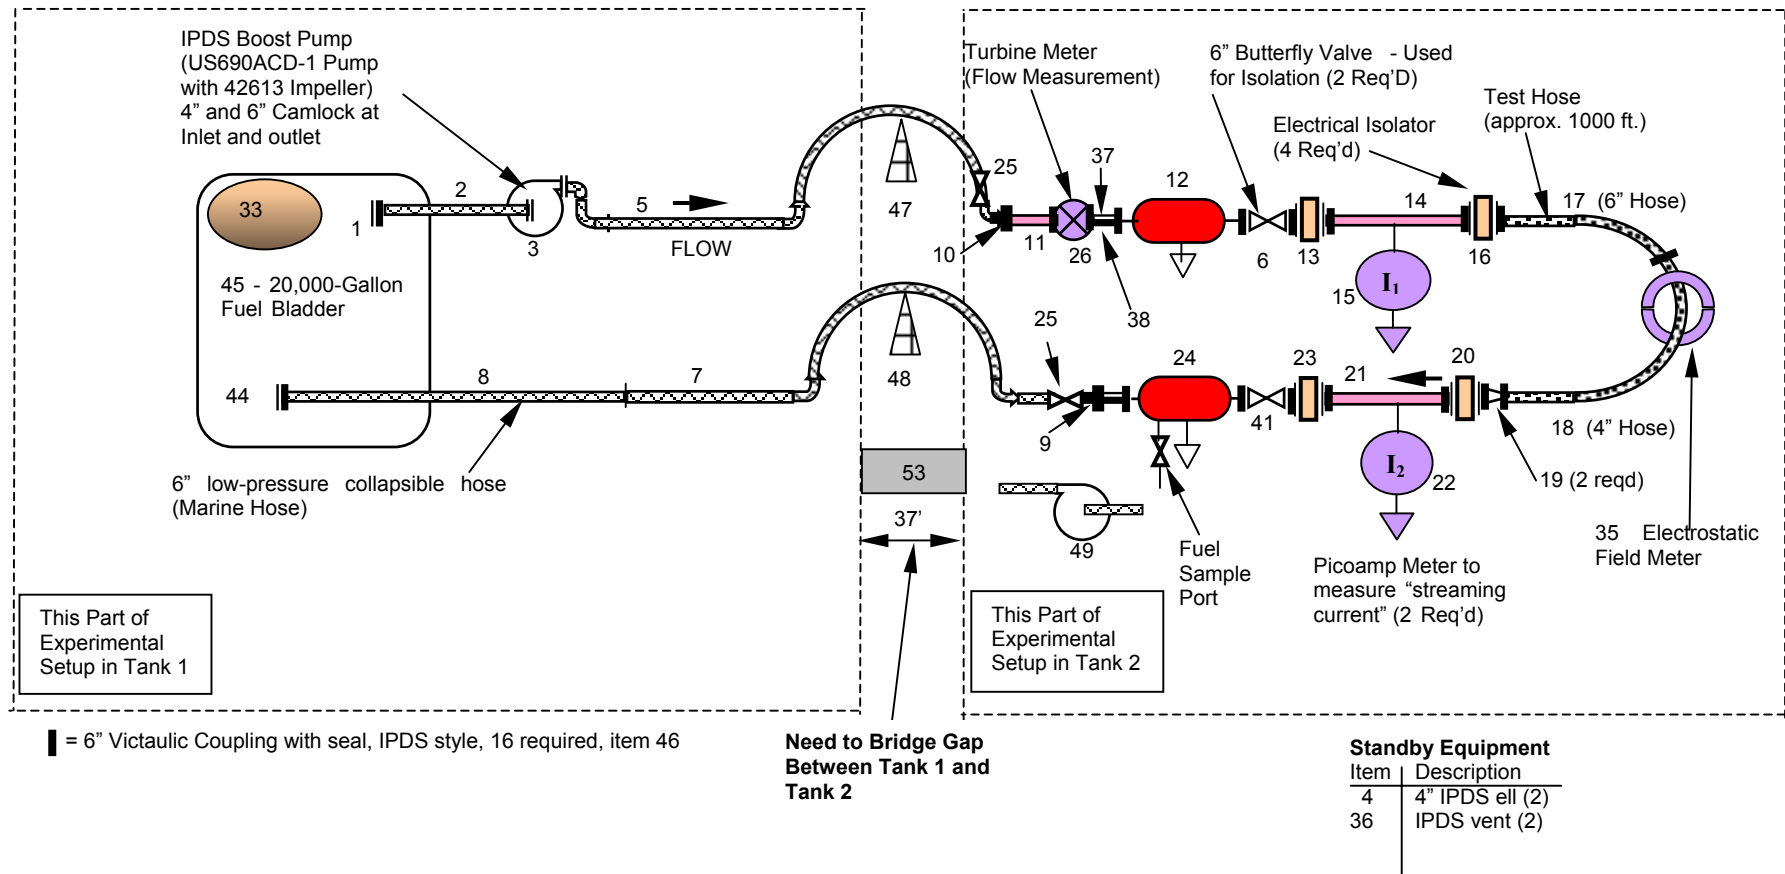 IPDS Boost Pump
(US690ACD-1 Pump
with 42613 Impeller)
4” and 6” Camlock at
Inlet and outlet
Turbine Meter
(Flow Measurement)
6” Butterfly Valve - Used
for Isolation (2 Req’D)
Test Hose
(approx. 1000 ft.)
Electrical Isolator
(4 Req’d)
33
1
2
3
5
FLOW
47
25
10
11
26
37
38
12
6
13
14
15
I1
16
17 (6” Hose)
45 - 20,000-Gallon
Fuel Bladder
44
8
7
48
25
9
24
41
23
21
20
18 (4” Hose)
I2
22
19 (2 reqd)
6” low-pressure collapsible hose
(Marine Hose)
53
37’
49
Fuel
Sample
Port
Picoamp Meter to
measure “streaming
current” (2 Req’d)
35 Electrostatic
Field Meter
This Part of
Experimental
Setup in Tank 1
This Part of
Experimental
Setup in Tank 2
= 6” Victaulic Coupling with seal, IPDS style, 16 required, item 46
Need to Bridge Gap
Between Tank 1 and
Tank 2
Standby Equipment
Item Description
4 4” IPDS ell (2)
36 IPDS vent (2)